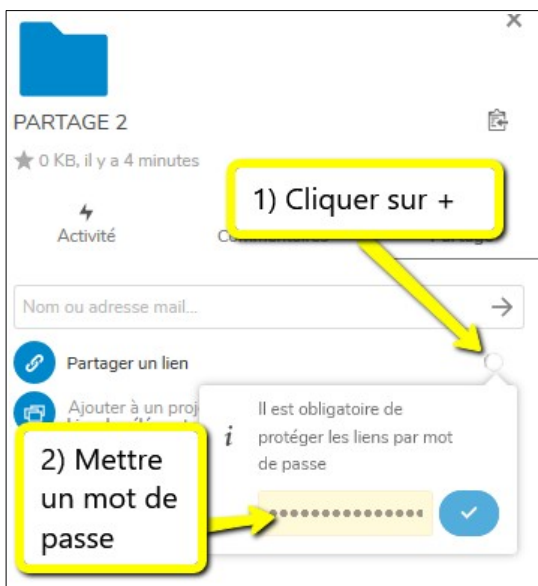 ×
PARTAGE 2
0 KB, il y a 4 minutes
1) Cliquer sur +
Activité
Nom ou adresse mail...
Partager un lien
Ajouter à un proj
Il est obligatoire de
i protéger les liens par mot
de passe
2) Mettre
un mot de
passe